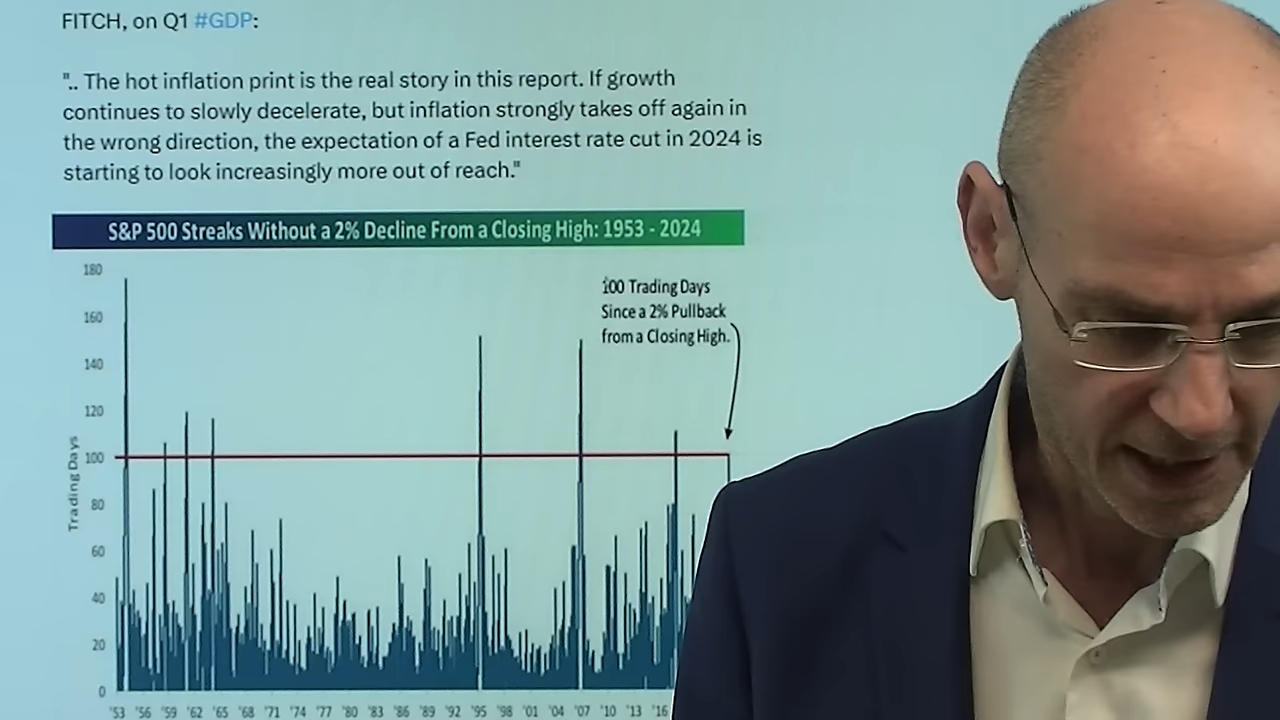 FITCH, on Q1 #GDP:
".. The hot inflation print is the real story in this report. If growth
continues to slowly decelerate, but inflation strongly takes off again in
the wrong direction, the expectation of a Fed interest rate cut in 2024 is
starting to look increasingly more out of reach."
S&P 500 Streaks Without a 2% Decline From a Closing High: 1953 - 2024
100 Trading Days
Since a 2% Pullback
from a Closing High.
Trading Days
180
160
140
120
100
80
60
40
20
0
'53 '56 '59 '62 '65 '68 '71 '74 '77 '80 '83 '86 '89 '92 '95 '98 '01 '04 '07 '10 '13 '16